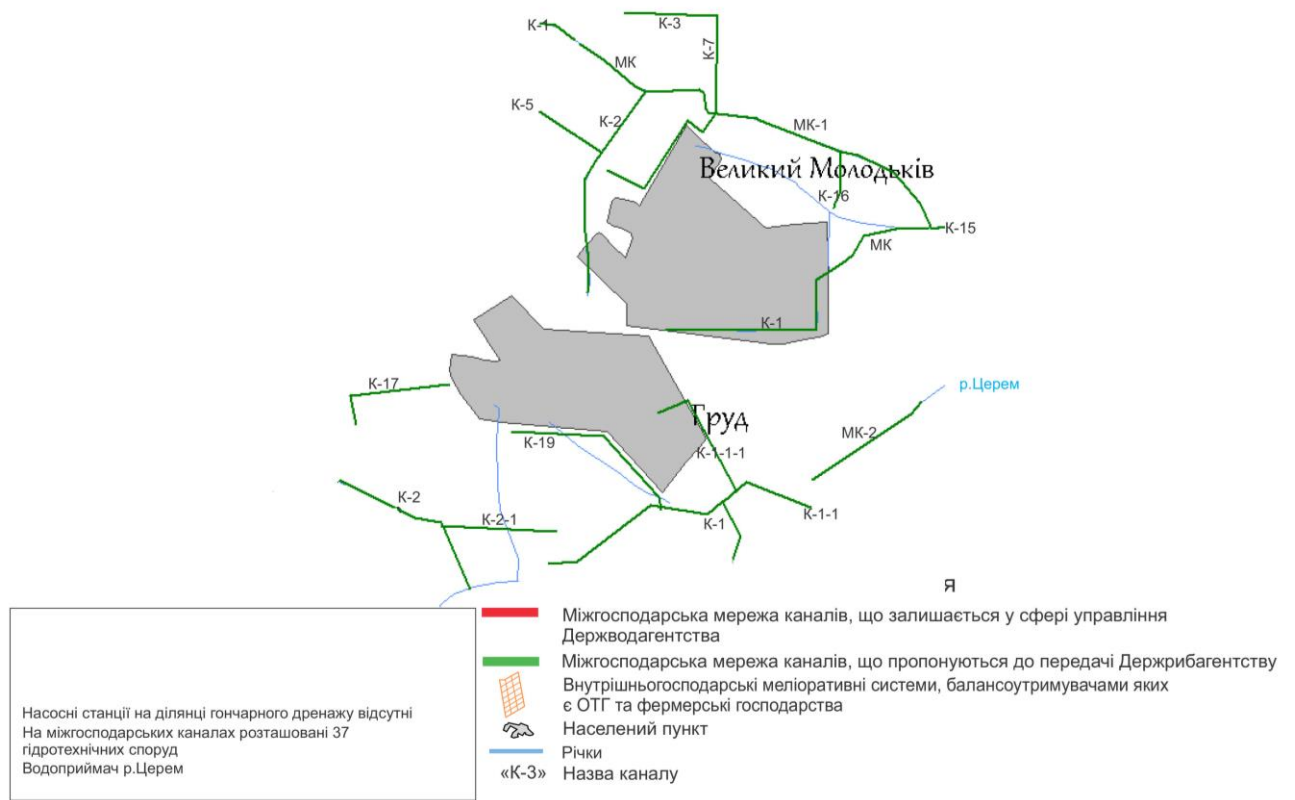 К-3
К-1
К-7
МК
К-5
К-2
МК-1
Великий Молодьків
К-16
К-15
МК
К-1
р.Церем
К-17
Груд
МК-2
К-19
К-1-1-1
К-2
К-2-1
К-1
К-1-1
Я
Міжгосподарська мережа каналів, що залишається у сфері управління
Держводагентства
Міжгосподарська мережа каналів, що пропонуються до передачі Держрибагентству
Внутрішньогосподарські меліоративні системи, балансоутримувачами яких
є ОТГ та фермерські господарства
Населений пункт
Річки
«К-3» Назва каналу
Насосні станції на ділянці гончарного дренажу відсутні
На міжгосподарських каналах розташовані 37
гідротехнічних споруд
Водоприймач р.Церем